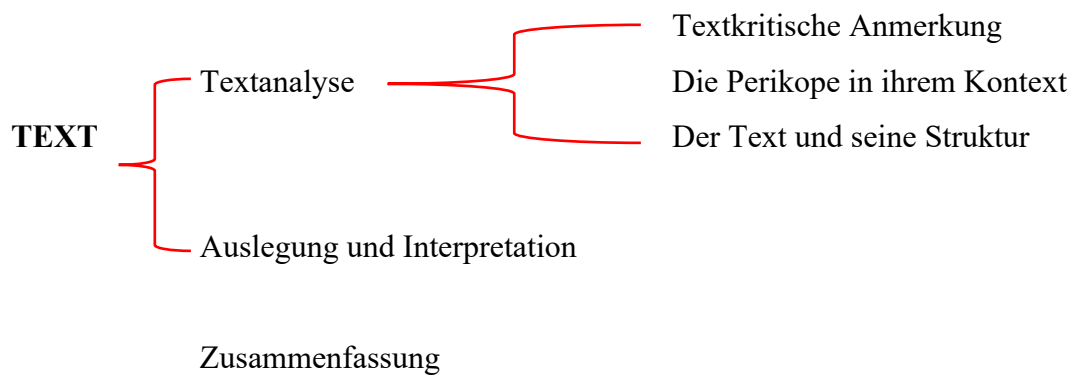 TEXT
Textanalyse
Textkritische Anmerkung
Die Perikope in ihrem Kontext
Der Text und seine Struktur
Auslegung und Interpretation
Zusammenfassung